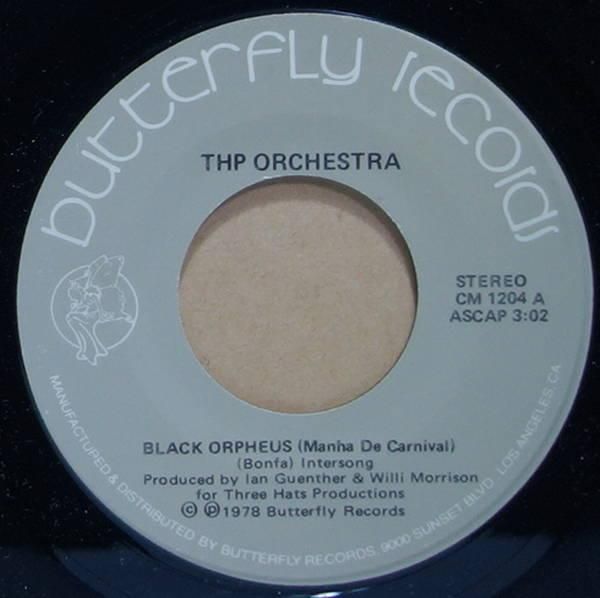 butterfly records
THP ORCHESTRA
STEREO
CM 1204 A
ASCAP 3:02
BLACK ORPHEUS (Manha De Carnival)
(Bonfa) Intersong
Produced by Ian Guenther & Willi Morrison
for Three Hats Productions
© ℗ 1978 Butterfly Records
MANUFACTURED & DISTRIBUTED BY BUTTERFLY RECORDS, 9000 SUNSET BLVD. LOS ANGELES, CA